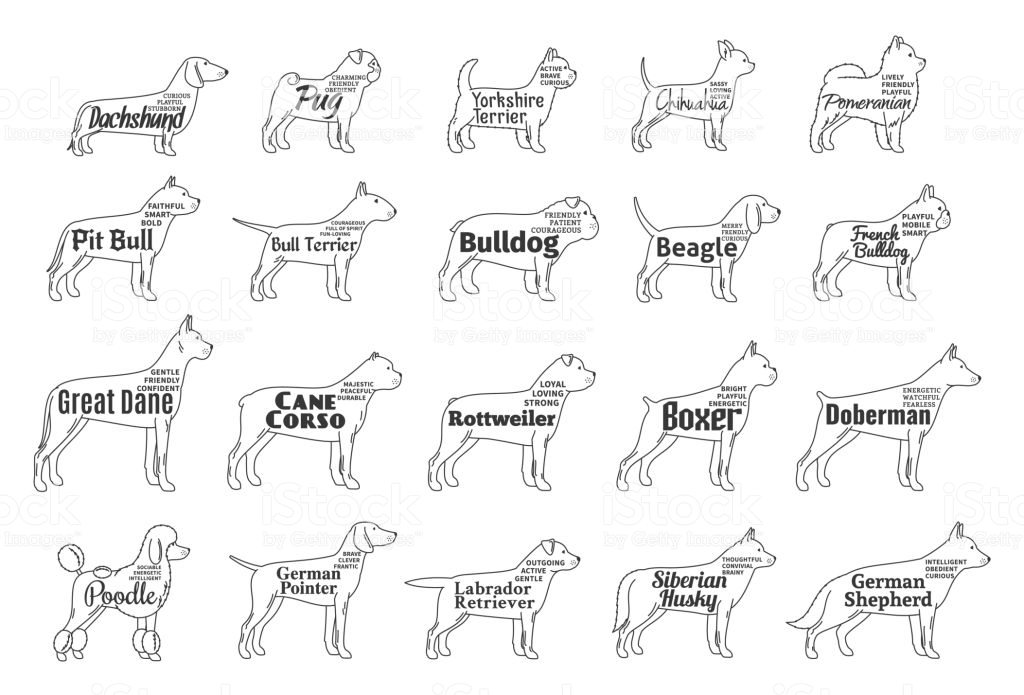 CURIOUS
PLAYFUL
STUBBORN
Dachshund
CHARMING
FRIENDLY
OBEDIENT
Pug
ACTIVE
BRAVE
CURIOUS
Yorkshire
Terrier
SASSY
LOVING
ACTIVE
Chihuahua
LIVELY
FRIENDLY
PLAYFUL
Pomeranian
FAITHFUL
SMART
BOLD
Pit Bull
COURAGEOUS
FULL OF SPIRIT
FUN-LOVING
Bull Terrier
FRIENDLY
PATIENT
COURAGEOUS
Bulldog
MERRY
FRENDLY
CURIOUS
Beagle
PLAYFUL
MOBILE
SMART
French
Bulldog
GENTLE
FRIENDLY
CONFIDENT
Great Dane
MAJESTIC
PEACEFUL
DURABLE
CANE
CORSO
LOYAL
LOVING
STRONG
Rottweiler
BRIGHT
PLAYFUL
ENERGETIC
Boxer
ENERGETIC
WATCHFUL
FEARLESS
Doberman
SOCIABLE
ENERGETIC
INTELLIGENT
Poodle
BRAVE
CLEVER
FRANTIC
German
Pointer
OUTGOING
ACTIVE
GENTLE
Labrador
Retriever
THOUGHTFUL
CONVIVIAL
BRAINY
Siberian
Husky
INTELLIGENT
OBEDIENT
CURIOUS
German
Shepherd
iStock
by Getty Images™